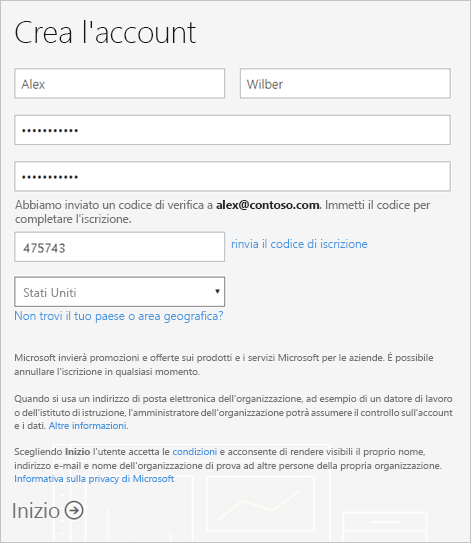 Crea l'account
Alex Wilber
•••••••••••
•••••••••••
Abbiamo inviato un codice di verifica a alex@contoso.com. Immetti il codice per
completare l'iscrizione.
475743 rinvia il codice di iscrizione
Stati Uniti
Non trovi il tuo paese o area geografica?
Microsoft invierà promozioni e offerte sui prodotti e i servizi Microsoft per le aziende. È possibile
annullare l'iscrizione in qualsiasi momento.
Quando si usa un indirizzo di posta elettronica dell'organizzazione, ad esempio di un datore di lavoro
o dell'istituto di istruzione, l'amministratore dell'organizzazione potrà assumere il controllo sull'account
e i dati. Altre informazioni.
Scegliendo Inizio l'utente accetta le condizioni e acconsente di rendere visibili il proprio nome,
indirizzo e-mail e nome dell'organizzazione di prova ad altre persone della propria organizzazione.
Informativa sulla privacy di Microsoft
Inizio